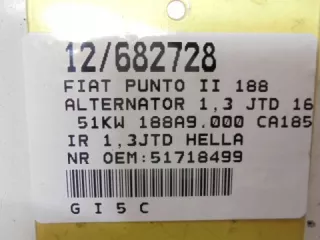 12/682728
FIAT PUNTO II 188
ALTERNATOR 1,3 JTD 16
51KW 188A9.000 CA185
IR 1,3JTD HELLA
NR OEM:51718499
G I 5 C